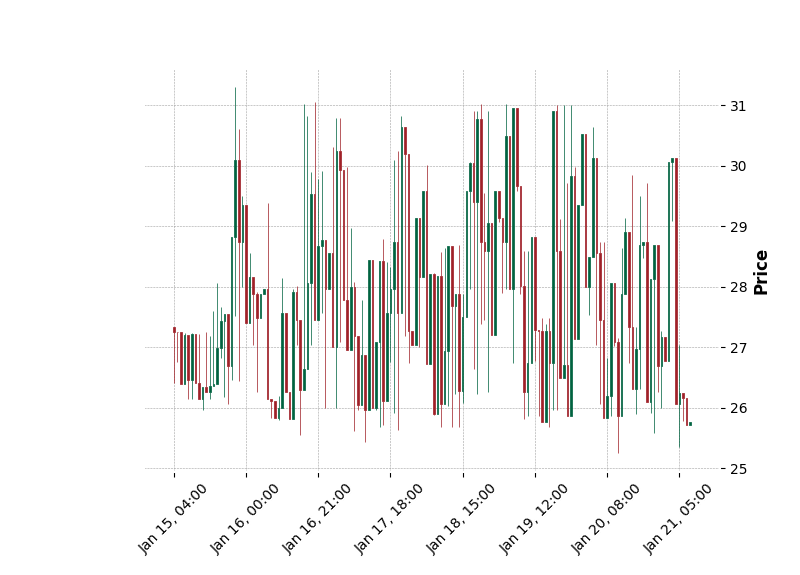 31
30
29
28
27
26
25
Price
Jan 15, 04:00
Jan 16, 00:00
Jan 16, 21:00
Jan 17, 18:00
Jan 18, 15:00
Jan 19, 12:00
Jan 20, 08:00
Jan 21, 05:00